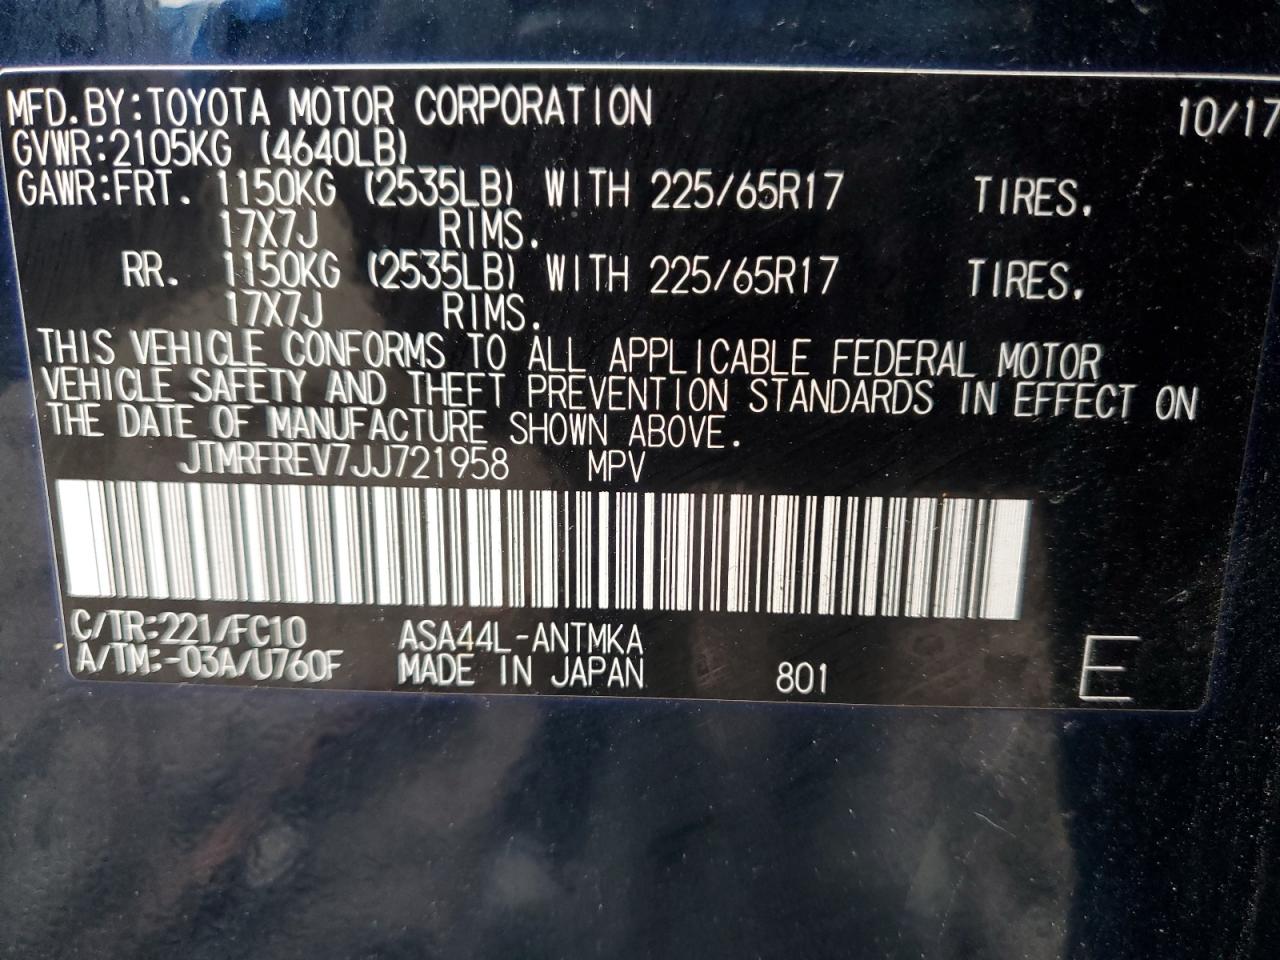 MFD.BY:TOYOTA MOTOR CORPORATION 10/17
GVWR:2105KG (4640LB)
GAWR:FRT. 1150KG (2535LB) WITH 225/65R17 TIRES,
17X7J RIMS.
RR. 1150KG (2535LB) WITH 225/65R17 TIRES,
17X7J RIMS.
THIS VEHICLE CONFORMS TO ALL APPLICABLE FEDERAL MOTOR
VEHICLE SAFETY AND THEFT PREVENTION STANDARDS IN EFFECT ON
THE DATE OF MANUFACTURE SHOWN ABOVE.
JTMRFREV7JJ721958 MPV
C/TR:221/FC10 ASA44L-ANTMKA
A/TM:-03A/U760F MADE IN JAPAN 801 E